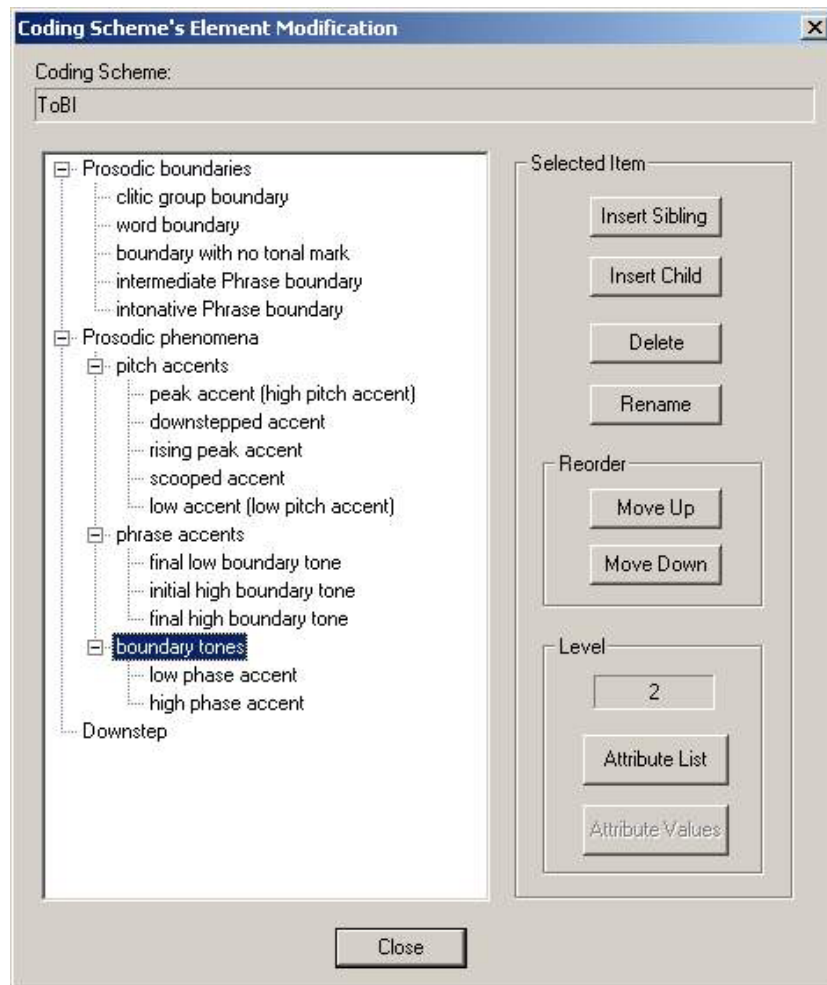 Coding Scheme's Element Modification
Coding Scheme:
ToBI
Prosodic boundaries
clitic group boundary
word boundary
boundary with no tonal mark
intermediate Phrase boundary
intonative Phrase boundary
Prosodic phenomena
pitch accents
peak accent (high pitch accent)
downstepped accent
rising peak accent
scooped accent
low accent (low pitch accent)
phrase accents
final low boundary tone
initial high boundary tone
final high boundary tone
boundary tones
low phase accent
high phase accent
Downstep
Selected Item
Insert Sibling
Insert Child
Delete
Rename
Reorder
Move Up
Move Down
Level
2
Attribute List
Attribute Values
Close